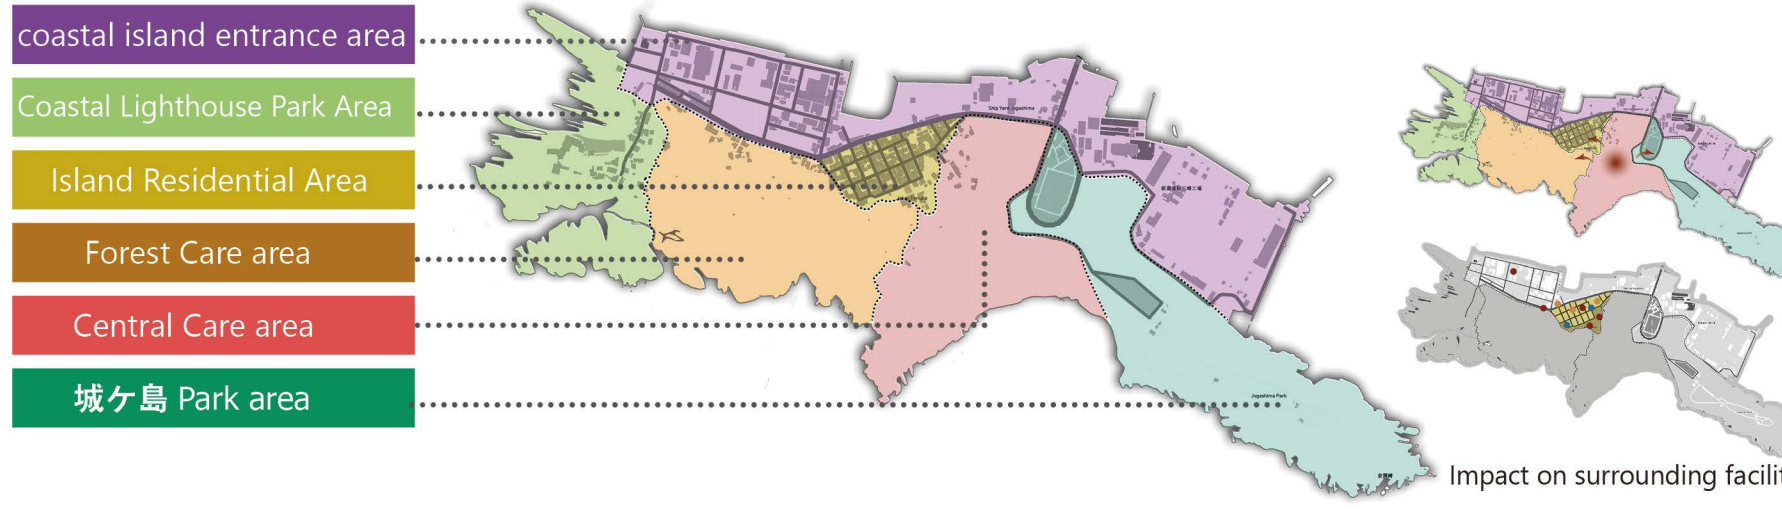 coastal island entrance area
Coastal Lighthouse Park Area
Island Residential Area
Forest Care area
Central Care area
城ケ島 Park area
Ship Yard Jogashima
Jogashima Park
Impact on surrounding facilit